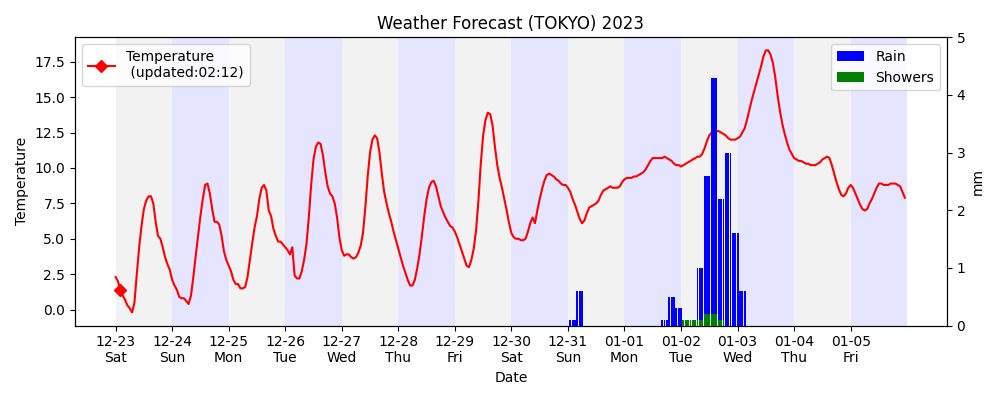 Weather Forecast (TOKYO) 2023
Temperature
(updated:02:12)
Rain
Showers
Temperature
17.5
15.0
12.5
10.0
7.5
5.0
2.5
0.0
5
4
3
2
1
0
mm
12-23 12-24 12-25 12-26 12-27 12-28 12-29 12-30 12-31 01-01 01-02 01-03 01-04 01-05
Sat Sun Mon Tue Wed Thu Fri Sat Sun Mon Tue Wed Thu Fri
Date